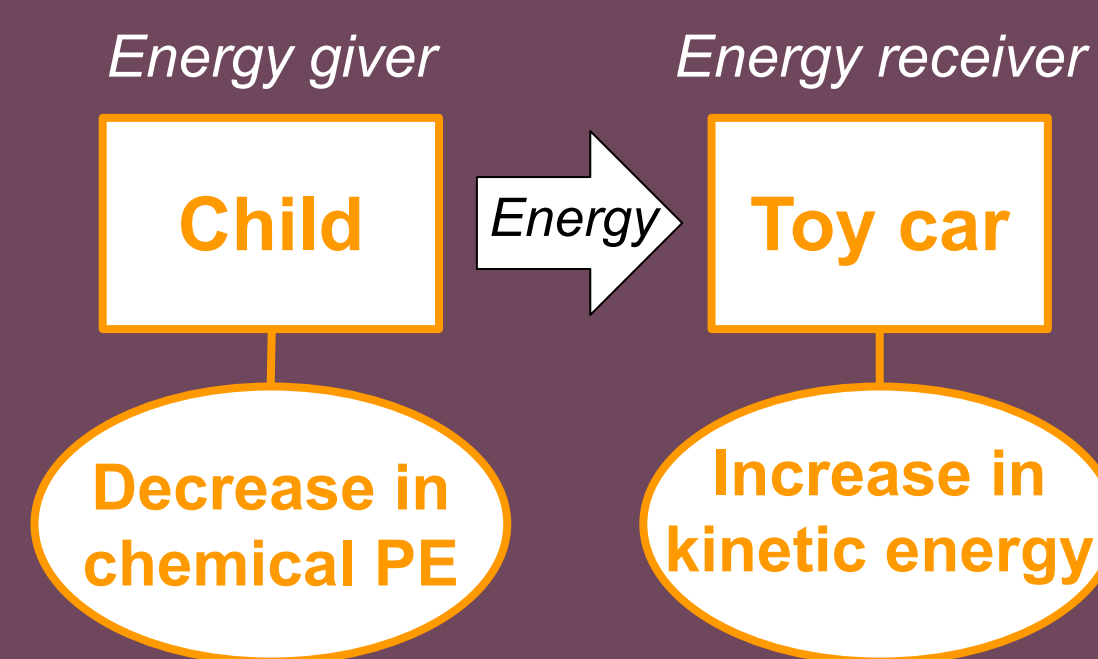 Energy giver
Energy receiver
Child
Energy
Toy car
Decrease in
chemical PE
Increase in
kinetic energy